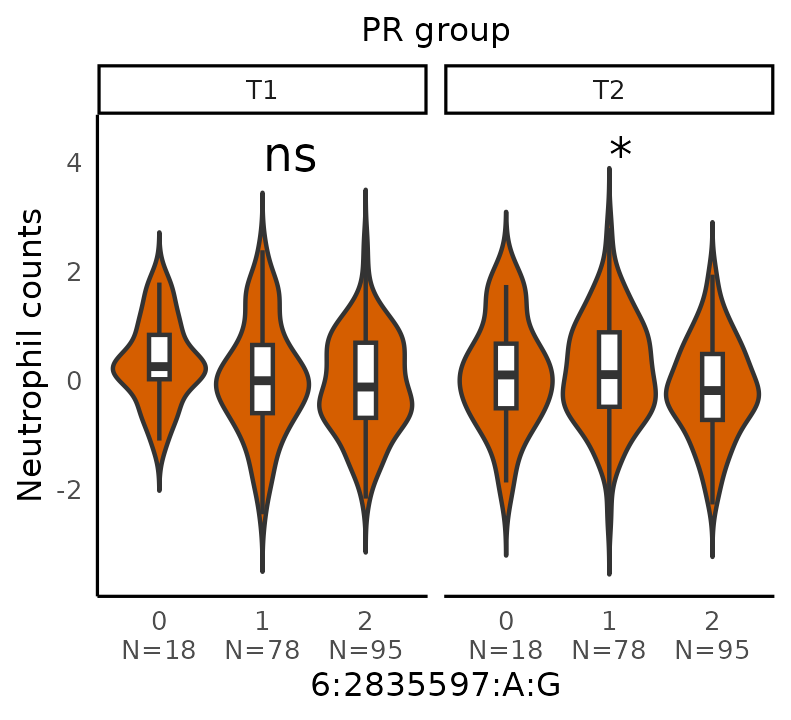 PR group
T1 T2
ns *
Neutrophil counts
4
2
0
-2
0 1 2 0 1 2
N=18 N=78 N=95 N=18 N=78 N=95
6:2835597:A:G